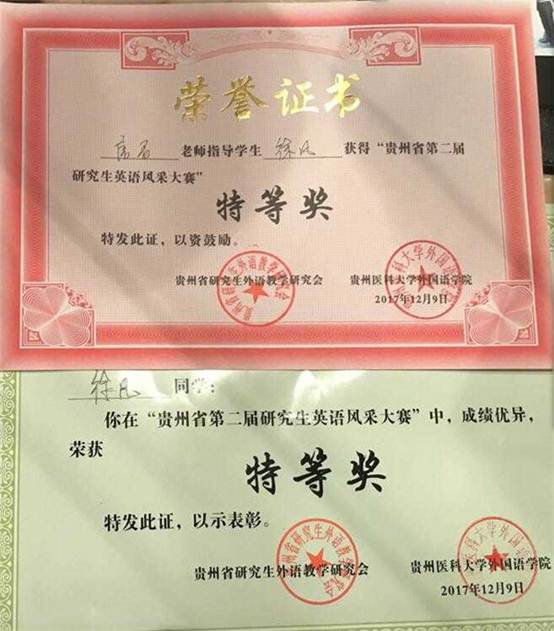 荣誉证书
老师指导学生 徐凡 获得“贵州省第二届
研究生英语风采大赛”
特等奖
特发此证，以资鼓励。
贵州省研究生外语教学研究会 贵州医科大学外国语学院
2017年12月9日
徐凡 同学：
你在“贵州省第二届研究生英语风采大赛”中，成绩优异，
荣获
特等奖
特发此证，以示表彰。
贵州省研究生外语教学研究会 贵州医科大学外国语学院
2017年12月9日